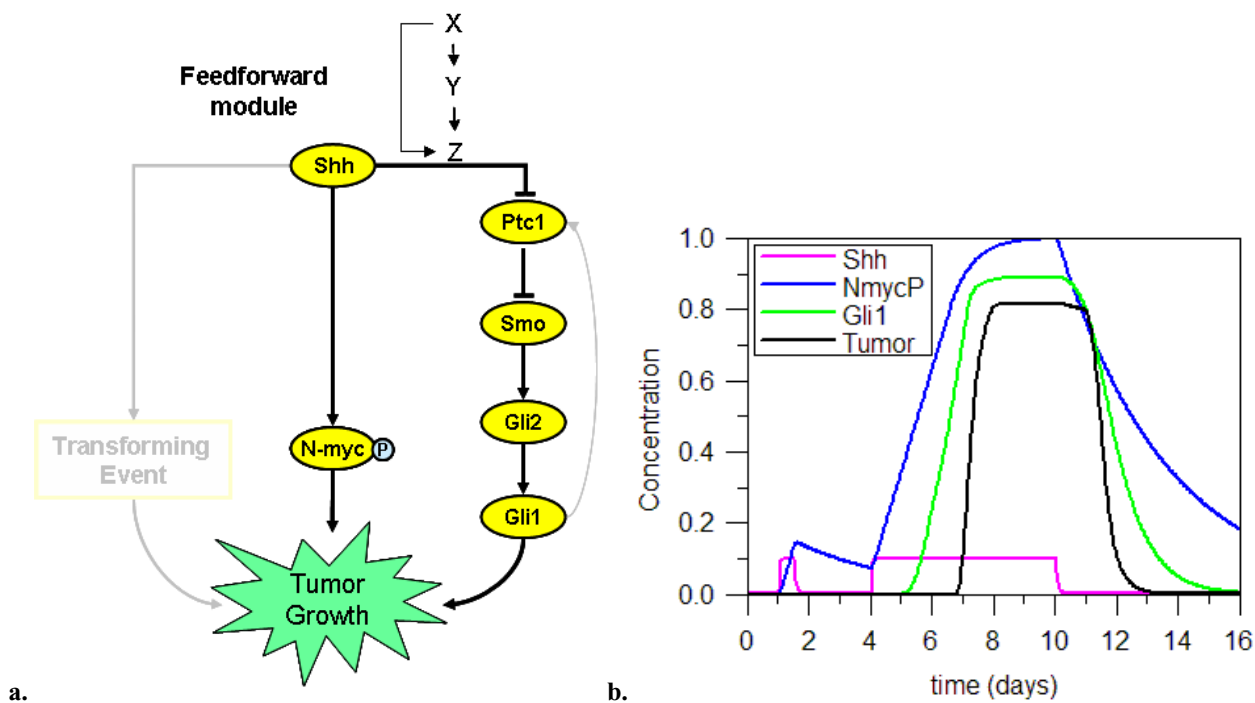 X
Feedforward
module
Y
Z
Shh
Ptc1
Smo
Transforming
Event
N-myc
P
Gli2
Gli1
Tumor
Growth
a.
1.0
0.8
0.6
0.4
0.2
0.0
Concentration
Shh
NmycP
Gli1
Tumor
0 2 4 6 8 10 12 14 16
time (days)
b.